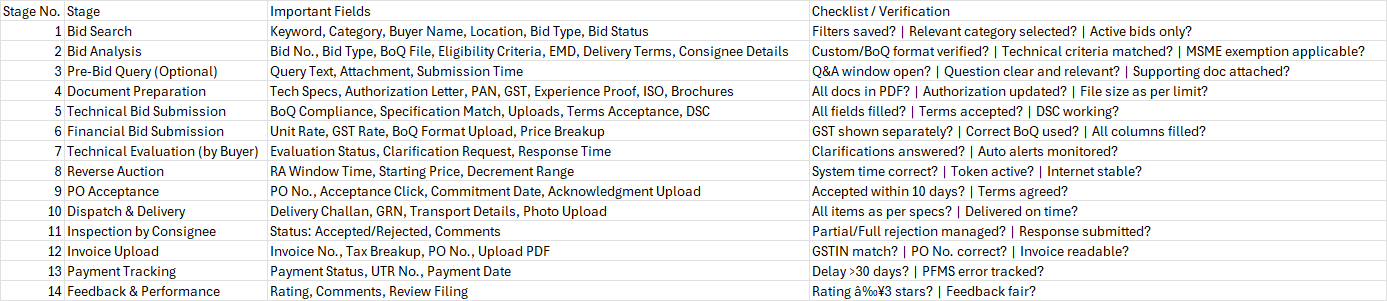 Stage No. Stage Important Fields Checklist / Verification
1 Bid Search Keyword, Category, Buyer Name, Location, Bid Type, Bid Status Filters saved? | Relevant category selected? | Active bids only?
2 Bid Analysis Bid No., Bid Type, BoQ File, Eligibility Criteria, EMD, Delivery Terms, Consignee Details Custom/BoQ format verified? | Technical criteria matched? | MSME exemption applicable?
3 Pre-Bid Query (Optional) Query Text, Attachment, Submission Time Q&A window open? | Question clear and relevant? | Supporting doc attached?
4 Document Preparation Tech Specs, Authorization Letter, PAN, GST, Experience Proof, ISO, Brochures All docs in PDF? | Authorization updated? | File size as per limit?
5 Technical Bid Submission BoQ Compliance, Specification Match, Uploads, Terms Acceptance, DSC All fields filled? | Terms accepted? | DSC working?
6 Financial Bid Submission Unit Rate, GST Rate, BoQ Format Upload, Price Breakup GST shown separately? | Correct BoQ used? | All columns filled?
7 Technical Evaluation (by Buyer) Evaluation Status, Clarification Request, Response Time Clarifications answered? | Auto alerts monitored?
8 Reverse Auction RA Window Time, Starting Price, Decrement Range System time correct? | Token active? | Internet stable?
9 PO Acceptance PO No., Acceptance Click, Commitment Date, Acknowledgment Upload Accepted within 10 days? | Terms agreed?
10 Dispatch & Delivery Delivery Challan, GRN, Transport Details, Photo Upload All items as per specs? | Delivered on time?
11 Inspection by Consignee Status: Accepted/Rejected, Comments Partial/Full rejection managed? | Response submitted?
12 Invoice Upload Invoice No., Tax Breakup, PO No., Upload PDF GSTIN match? | PO No. correct? | Invoice readable?
13 Payment Tracking Payment Status, UTR No., Payment Date Delay >30 days? | PFMS error tracked?
14 Feedback & Performance Rating, Comments, Review Filing Rating â‰¥3 stars? | Feedback fair?